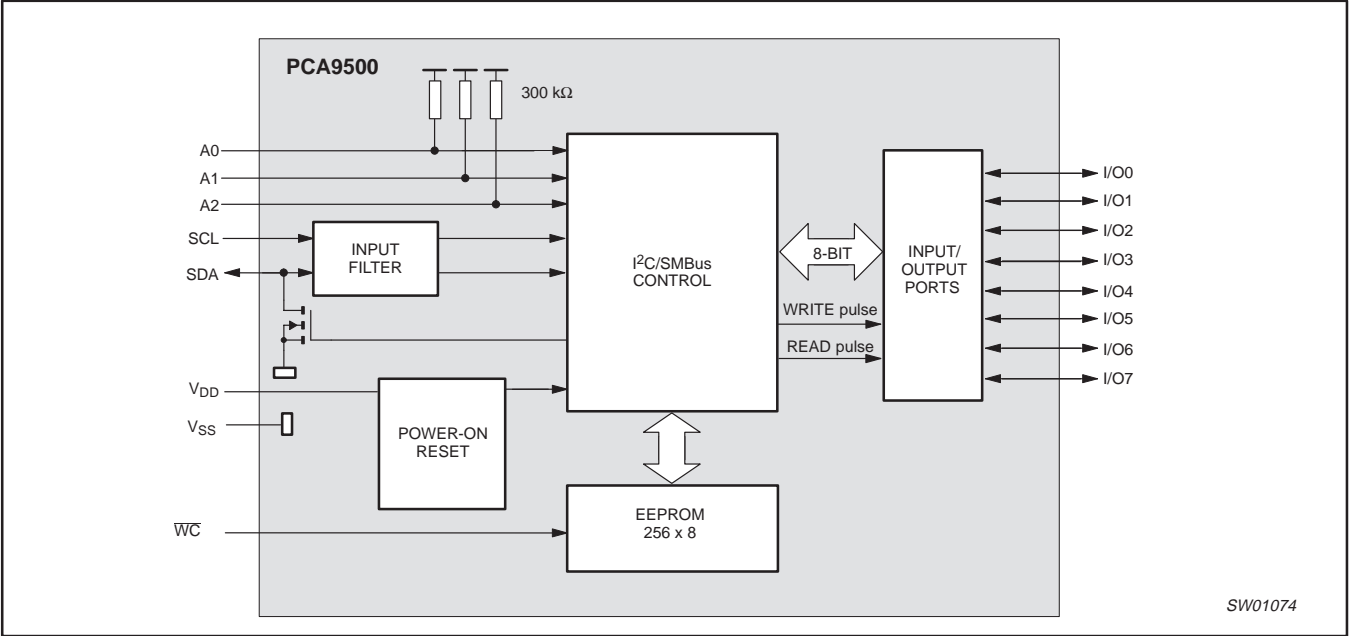 PCA9500
300 kΩ
A0
A1
A2
SCL
SDA
INPUT
FILTER
I²C/SMBus
CONTROL
8-BIT
WRITE pulse
READ pulse
INPUT/
OUTPUT
PORTS
I/O0
I/O1
I/O2
I/O3
I/O4
I/O5
I/O6
I/O7
VDD
VSS
POWER-ON
RESET
W̅C̅
EEPROM
256 x 8
SW01074